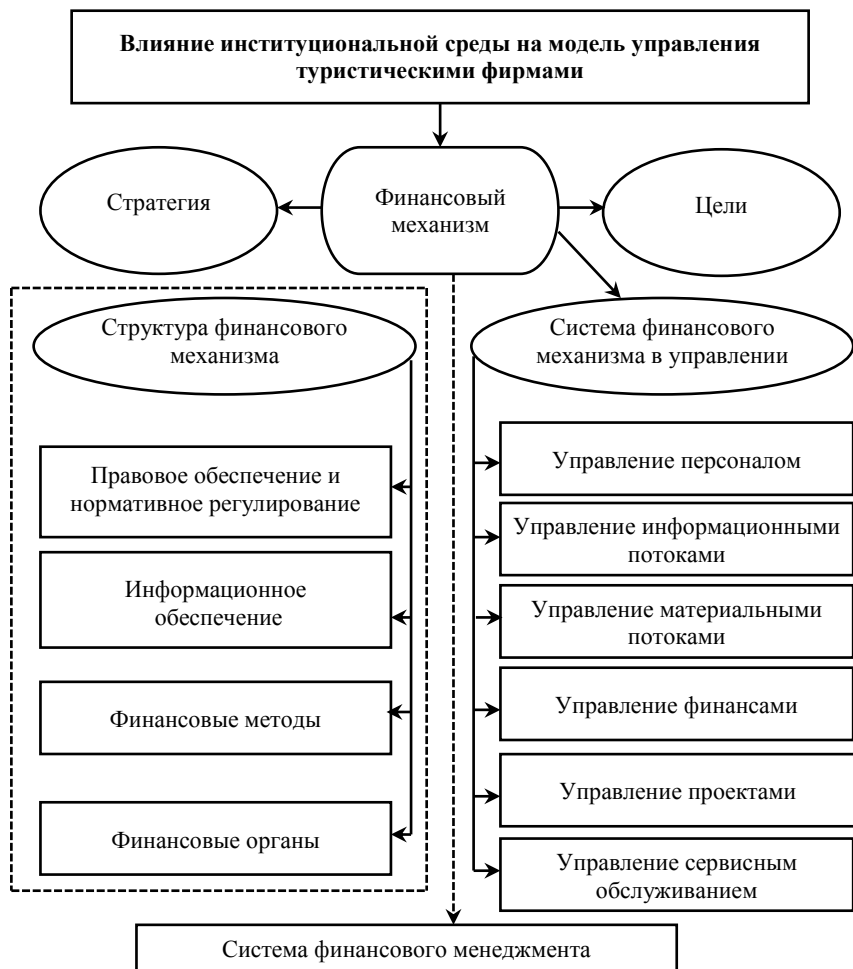 Влияние институциональной среды на модель управления
туристическими фирмами
Стратегия
Финансовый
механизм
Цели
Структура финансового
механизма
Система финансового
механизма в управлении
Правовое обеспечение и
нормативное регулирование
Информационное
обеспечение
Финансовые методы
Финансовые органы
Управление персоналом
Управление информационными
потоками
Управление материальными
потоками
Управление финансами
Управление проектами
Управление сервисным
обслуживанием
Система финансового менеджмента